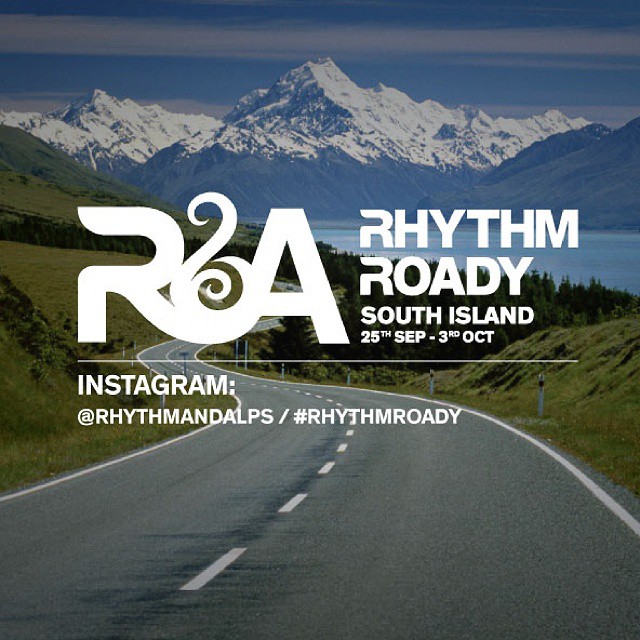 R&A
RHYTHM
ROADY
SOUTH ISLAND
25TH SEP - 3RD OCT
INSTAGRAM:
@RHYTHMANDALPS / #RHYTHMROADY